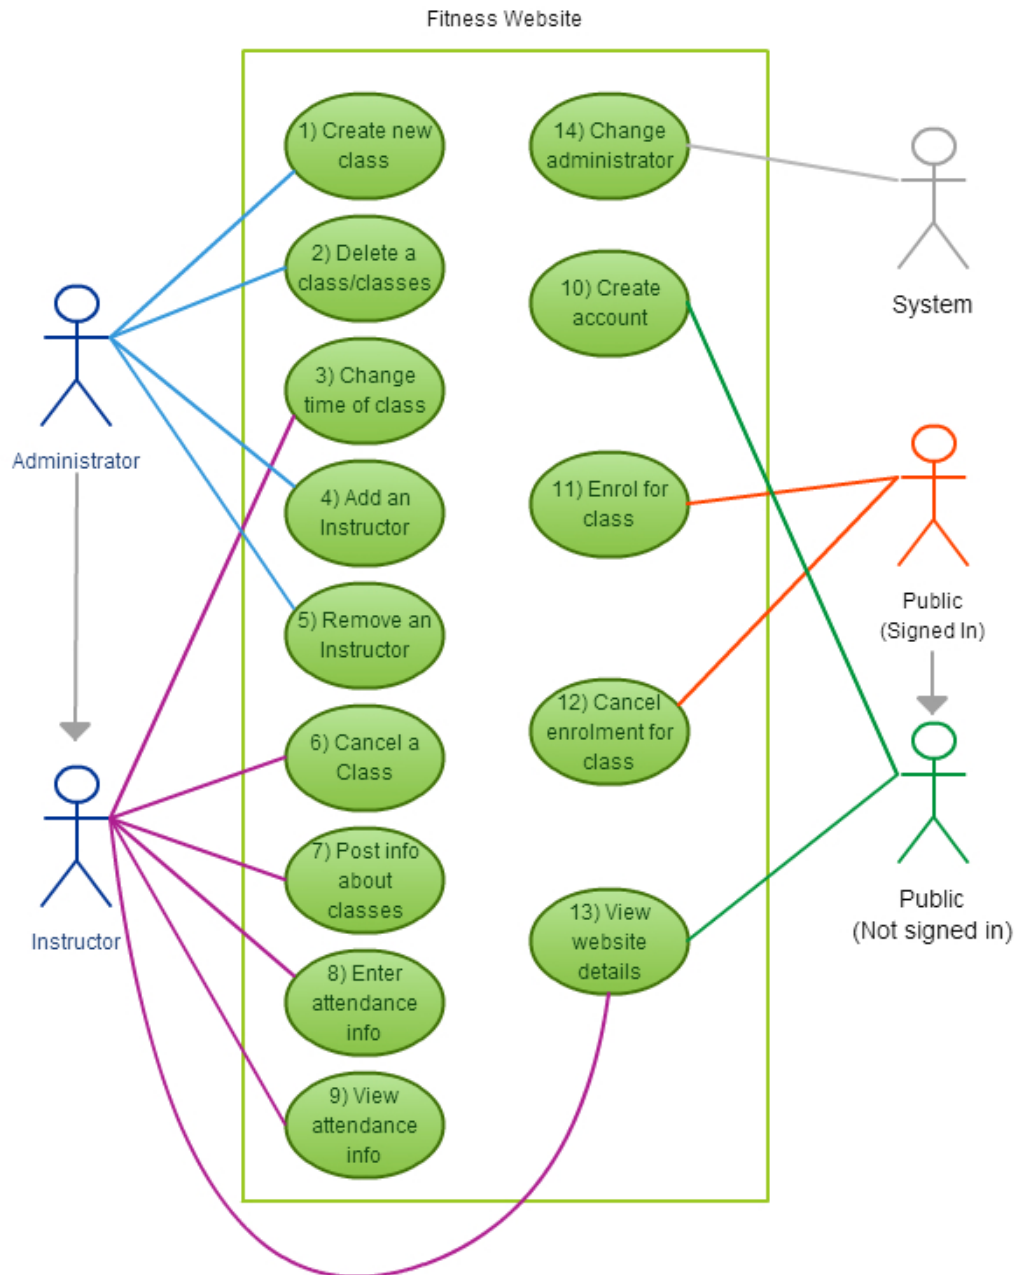 Fitness Website
1) Create new
class
2) Delete a
class/classes
3) Change
time of class
4) Add an
Instructor
5) Remove an
Instructor
6) Cancel a
Class
7) Post info
about
classes
8) Enter
attendance
info
9) View
attendance
info
14) Change
administrator
10) Create
account
11) Enrol for
class
12) Cancel
enrolment for
class
13) View
website
details
Administrator
Instructor
System
Public
(Signed In)
Public
(Not signed in)